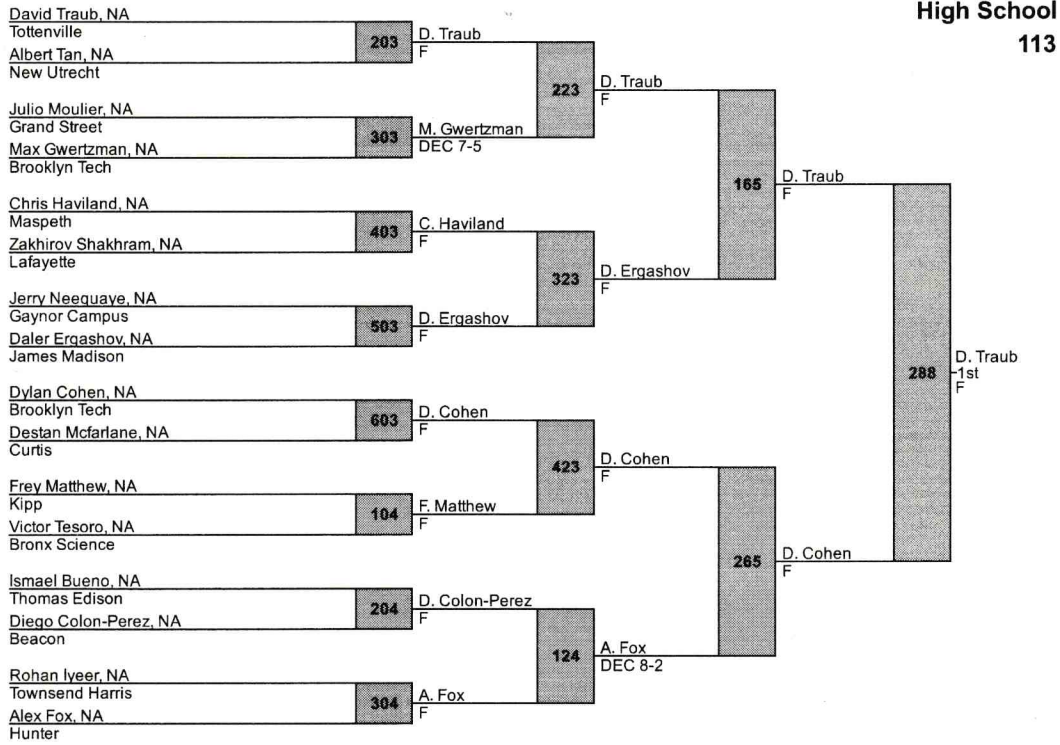 High School
113
David Traub, NA
Tottenville
Albert Tan, NA
New Utrecht
203
D. Traub
F
Julio Moulier, NA
Grand Street
Max Gwertzman, NA
Brooklyn Tech
303
M. Gwertzman
DEC 7-5
223
D. Traub
F
Chris Haviland, NA
Maspeth
Zakhirov Shakhram, NA
Lafayette
403
C. Haviland
F
Jerry Neequaye, NA
Gaynor Campus
Daler Ergashov, NA
James Madison
503
D. Ergashov
F
323
D. Ergashov
F
165
D. Traub
F
Dylan Cohen, NA
Brooklyn Tech
Destan Mcfarlane, NA
Curtis
603
D. Cohen
F
Frey Matthew, NA
Kipp
Victor Tesoro, NA
Bronx Science
104
F. Matthew
F
423
D. Cohen
F
Ismael Bueno, NA
Thomas Edison
Diego Colon-Perez, NA
Beacon
204
D. Colon-Perez
F
Rohan Iyeer, NA
Townsend Harris
Alex Fox, NA
Hunter
304
A. Fox
F
124
A. Fox
DEC 8-2
265
D. Cohen
F
288
D. Traub
1st
F